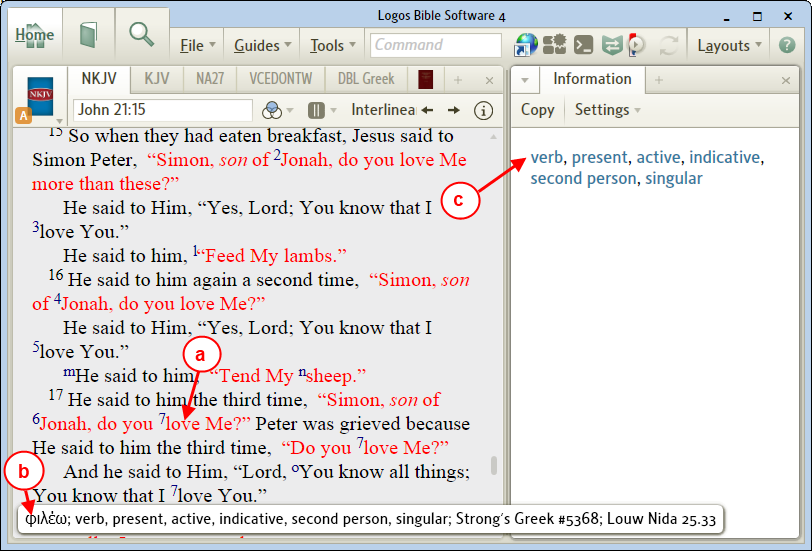 Logos Bible Software 4
Home
File Guides Tools Command Layouts ?
NKJV KJV NA27 VCEDONTW DBL Greek
Information
NKJV
A
John 21:15 Interlinea
Copy Settings
15 So when they had eaten breakfast, Jesus said to
Simon Peter, “Simon, son of 2Jonah, do you love Me
more than these?”
He said to Him, “Yes, Lord; You know that I
3love You.”
He said to him, l“Feed My lambs.”
16 He said to him again a second time, “Simon, son
of 4Jonah, do you love Me?”
He said to Him, “Yes, Lord; You know that I
5love You.”
mHe said to him, “Tend My nsheep.”
17 He said to him the third time, “Simon, son of
6Jonah, do you 7love Me?” Peter was grieved because
He said to him the third time, “Do you 7love Me?”
And he said to Him, “Lord, oYou know all things;
You know that I 7love You.”
φιλέω; verb, present, active, indicative, second person, singular; Strong's Greek #5368; Louw Nida 25.33
verb, present, active, indicative,
second person, singular
a
b
c